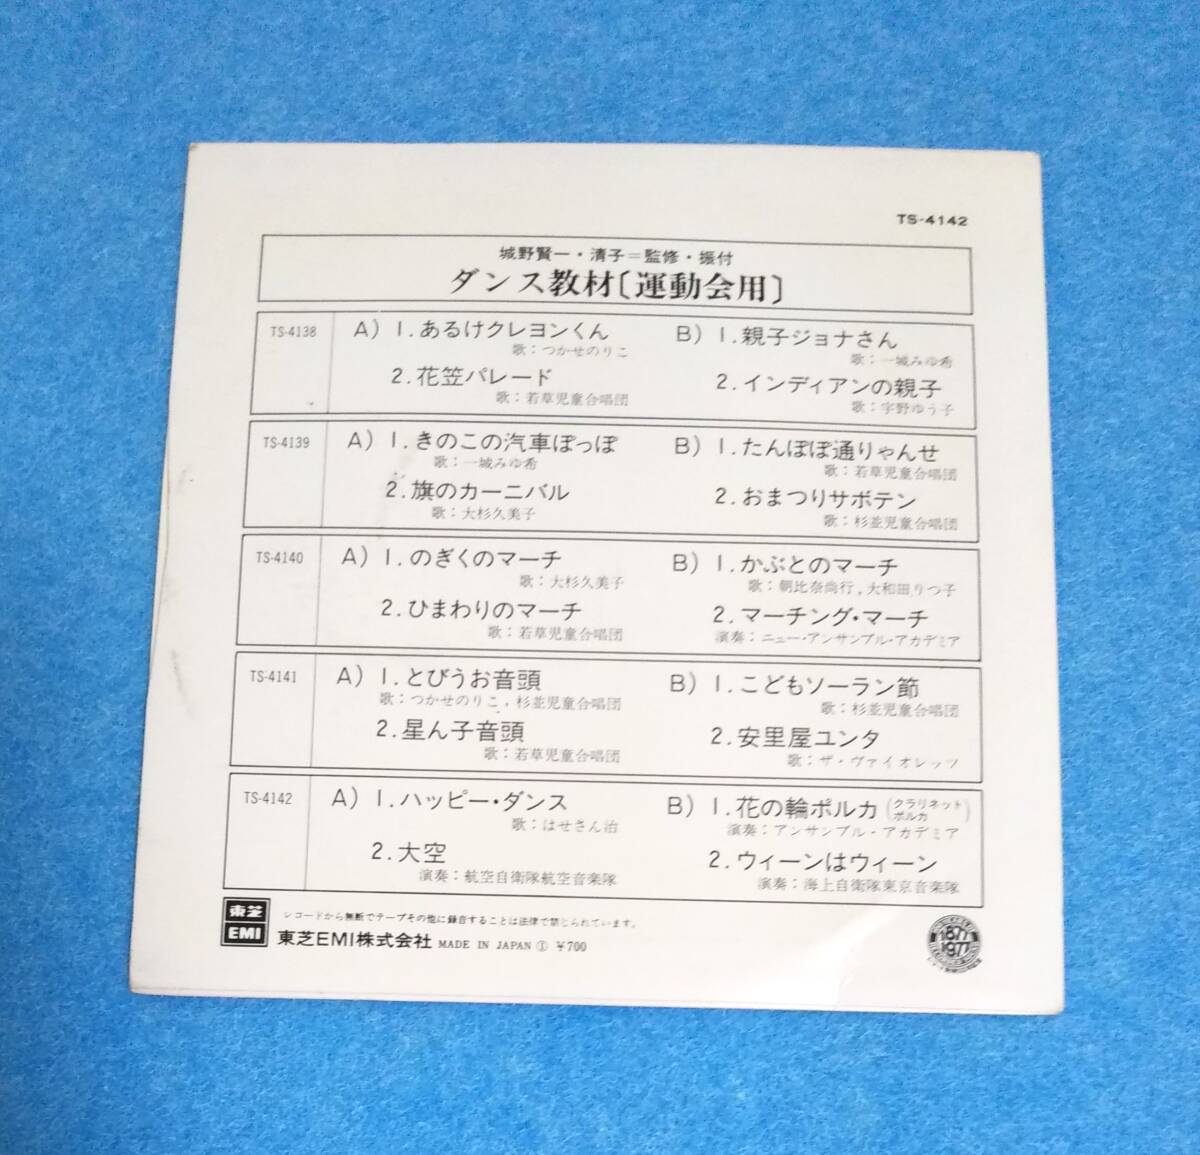 TS-4142
城野賢一・清子＝監修・振付
ダンス教材〔運動会用〕
TS-4138
A) 1.あるけクレヨンくん
歌：つかせのりこ
2.花笠パレード
歌：若草児童合唱団
B) 1.親子ジョナさん
歌：一城みゆ希
2.インディアンの親子
歌：宇野ゆう子
TS-4139
A) 1.きのこの汽車ぽっぽ
歌：一城みゆ希
2.旗のカーニバル
歌：大杉久美子
B) 1.たんぽぽ通りゃんせ
歌：若草児童合唱団
2.おまつりサボテン
歌：杉並児童合唱団
TS-4140
A) 1.のぎくのマーチ
歌：大杉久美子
2.ひまわりのマーチ
歌：若草児童合唱団
B) 1.かぶとのマーチ
歌：朝比奈尚行，大和田りつ子
2.マーチング・マーチ
演奏：ニュー・アンサンブル・アカデミア
TS-4141
A) 1.とびうお音頭
歌：つかせのりこ，杉並児童合唱団
2.星ん子音頭
歌：若草児童合唱団
B) 1.こどもソーラン節
歌：杉並児童合唱団
2.安里屋ユンタ
歌：ザ・ヴァイオレッツ
TS-4142
A) 1.ハッピー・ダンス
歌：はせさん治
2.大空
演奏：航空自衛隊航空音楽隊
B) 1.花の輪ポルカ(クラリネットポルカ)
演奏：アンサンブル・アカデミア
2.ウィーンはウィーン
演奏：海上自衛隊東京音楽隊
東芝
EMI
レコードから無断でテープその他に録音することは法律で禁じられています。
東芝EMI株式会社 MADE IN JAPAN ① ¥700
1877
1977